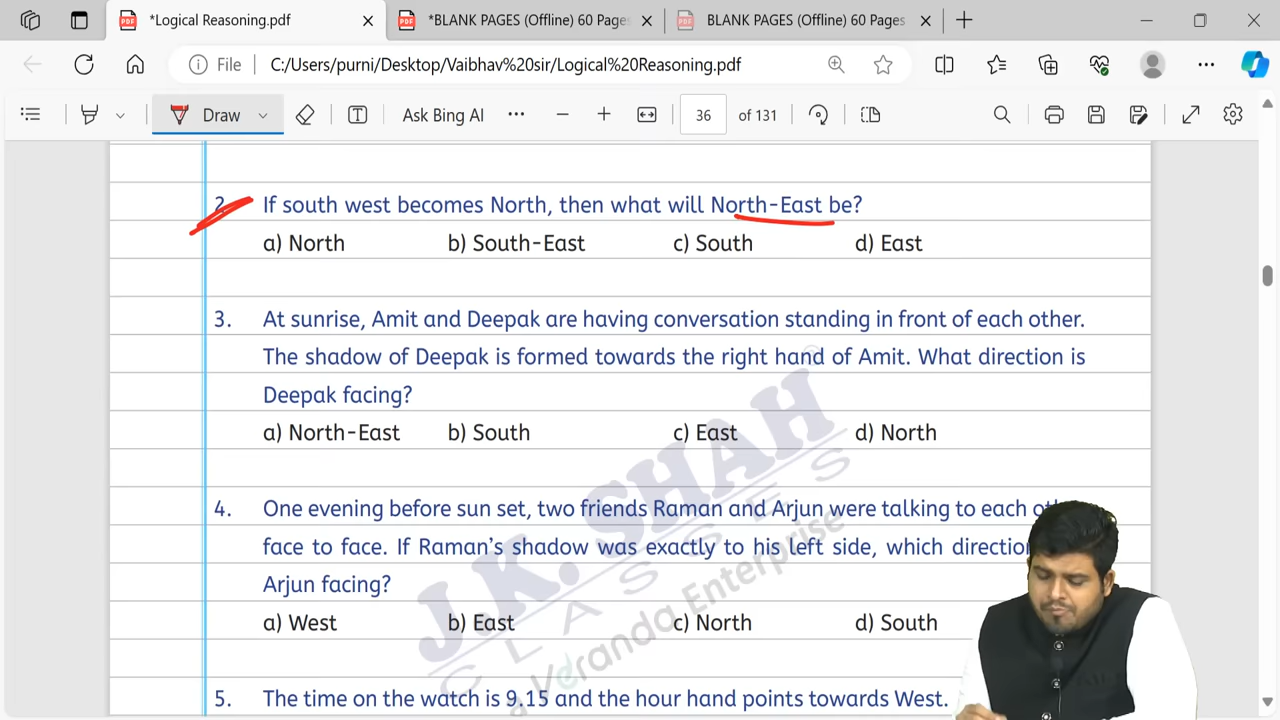 *Logical Reasoning.pdf
*BLANK PAGES (Offline) 60 Page
BLANK PAGES (Offline) 60 Pages
File
C:/Users/purni/Desktop/Vaibhav%20sir/Logical%20Reasoning.pdf
Draw
Ask Bing AI
36
of 131
2. If south west becomes North, then what will North-East be?
a) North b) South-East c) South d) East
3. At sunrise, Amit and Deepak are having conversation standing in front of each other.
The shadow of Deepak is formed towards the right hand of Amit. What direction is
Deepak facing?
a) North-East b) South c) East d) North
4. One evening before sun set, two friends Raman and Arjun were talking to each
face to face. If Raman's shadow was exactly to his left side, which direction
Arjun facing?
a) West b) East c) North d) South
5. The time on the watch is 9.15 and the hour hand points towards West.
J.K. SHAH
CLASSES
a Veranda Enterprise